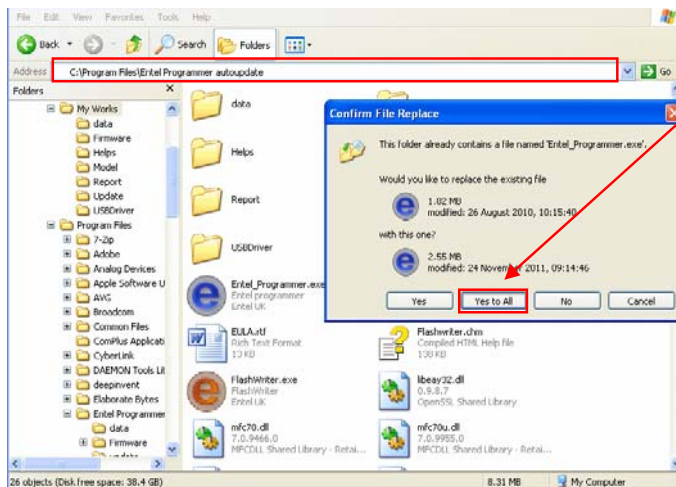 File Edit View Favorites Tools Help
Back Search Folders
Address C:\Program Files\Entel Programmer autoupdate Go
Folders
My Works
data
Firmware
Helps
Model
Report
Update
USBDriver
Program Files
7-Zip
Adobe
Analog Devices
Apple Software U
AVG
Broadcom
Common Files
ComPlus Applicati
CyberLink
DAEMON Tools Lit
deepinvent
Elaborate Bytes
Entel Programmer
data
Firmware
data
Helps
Report
USBDriver
Entel_Programmer.exe
Entel programmer
Entel UK
EULA.rtf
Rich Text Format
13 KB
Flashwriter.chm
Compiled HTML Help file
138 KB
FlashWriter.exe
FlashWriter
Entel UK
libeay32.dll
0.9.8.7
OpenSSL Shared Library
mfc70.dll
7.0.9466.0
MFCDLL Shared Library - Retai...
mfc70u.dll
7.0.9955.0
MFCDLL Shared Library - Retai...
Confirm File Replace
This folder already contains a file named 'Entel_Programmer.exe'.
Would you like to replace the existing file
1.82 MB
modified: 26 August 2010, 10:15:40
with this one?
2.55 MB
modified: 24 November 2011, 09:14:46
Yes Yes to All No Cancel
26 objects (Disk free space: 38.4 GB) 8.31 MB My Computer